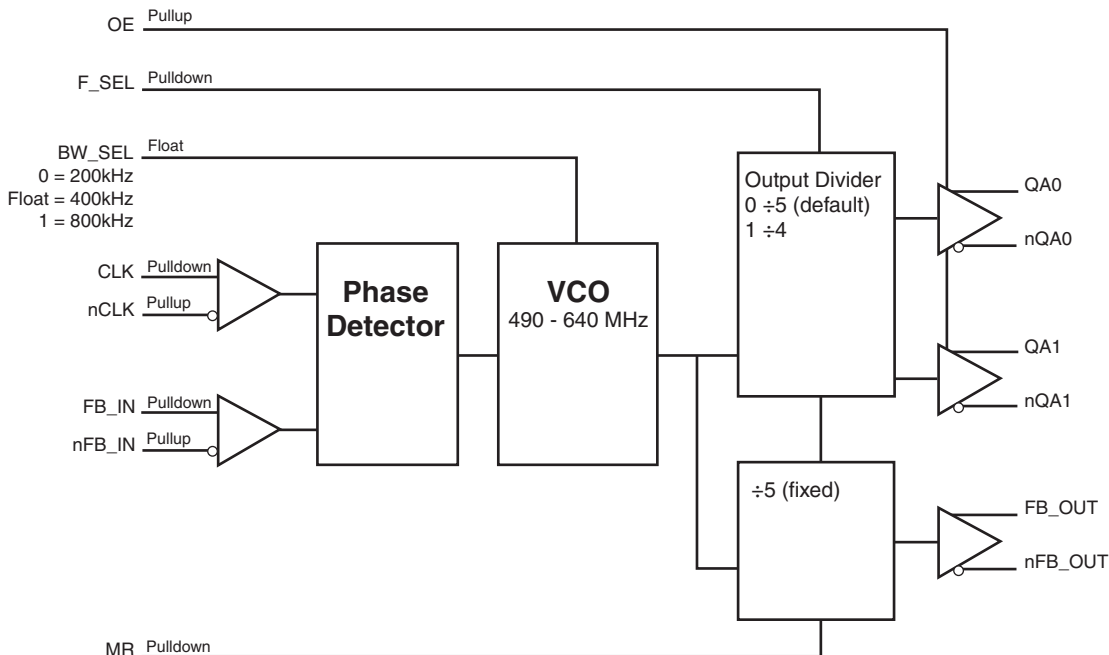 OE Pullup
F_SEL Pulldown
BW_SEL Float
0 = 200kHz
Float = 400kHz
1 = 800kHz
CLK Pulldown
nCLK Pullup
FB_IN Pulldown
nFB_IN Pullup
Phase
Detector
VCO
490 - 640 MHz
Output Divider
0 ÷5 (default)
1 ÷4
÷5 (fixed)
QA0
nQA0
QA1
nQA1
FB_OUT
nFB_OUT
MR Pulldown